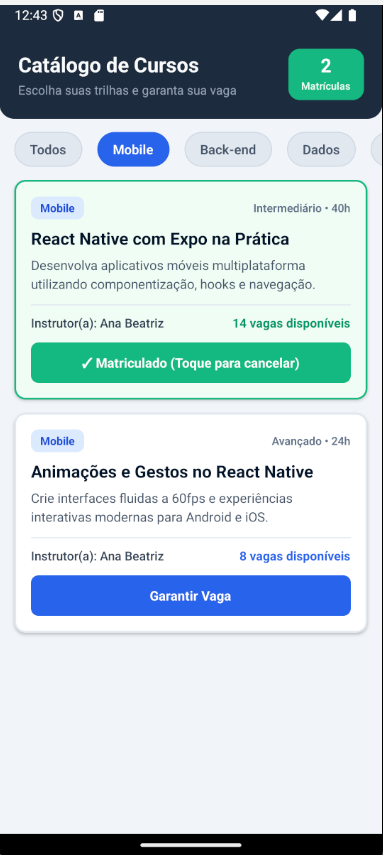 12:43
Catálogo de Cursos
Escolha suas trilhas e garanta sua vaga
2
Matrículas
Todos
Mobile
Back-end
Dados
Mobile
Intermediário • 40h
React Native com Expo na Prática
Desenvolva aplicativos móveis multiplataforma
utilizando componentização, hooks e navegação.
Instrutor(a): Ana Beatriz
14 vagas disponíveis
✓ Matriculado (Toque para cancelar)
Mobile
Avançado • 24h
Animações e Gestos no React Native
Crie interfaces fluidas a 60fps e experiências
interativas modernas para Android e iOS.
Instrutor(a): Ana Beatriz
8 vagas disponíveis
Garantir Vaga